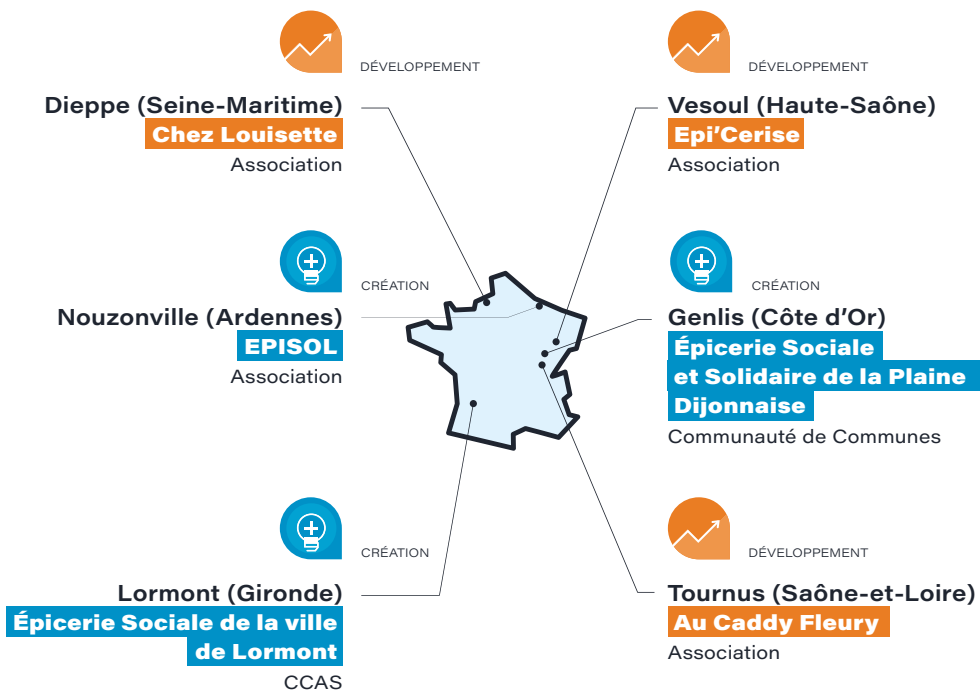 DÉVELOPPEMENT
Dieppe (Seine-Maritime)
Chez Louisette
Association
CRÉATION
Nouzonville (Ardennes)
EPISOL
Association
CRÉATION
Lormont (Gironde)
Épicerie Sociale de la ville
de Lormont
CCAS
DÉVELOPPEMENT
Vesoul (Haute-Saône)
Epi’Cerise
Association
CRÉATION
Genlis (Côte d’Or)
Épicerie Sociale
et Solidaire de la Plaine
Dijonnaise
Communauté de Communes
DÉVELOPPEMENT
Tournus (Saône-et-Loire)
Au Caddy Fleury
Association